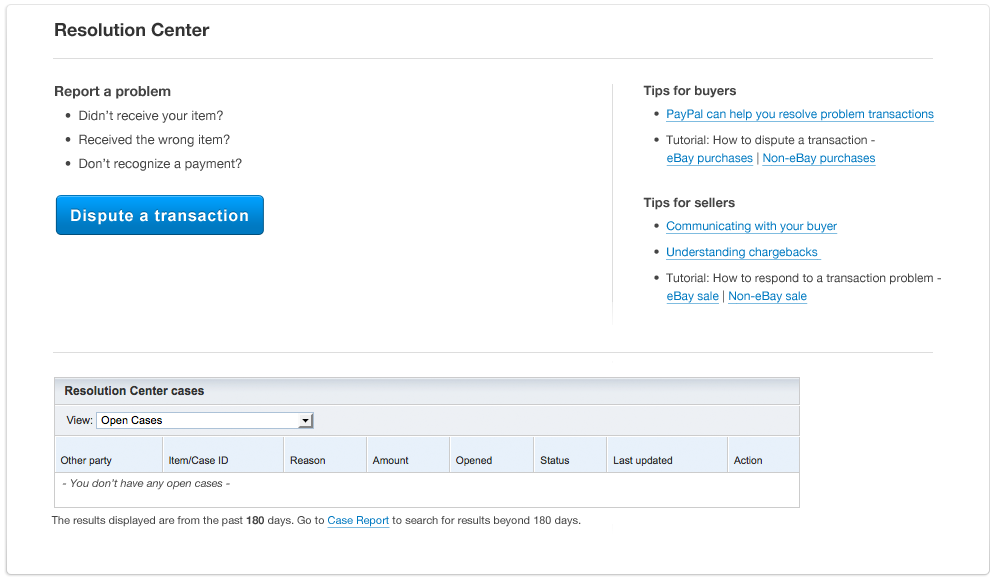 Resolution Center
Report a problem
• Didn't receive your item?
• Received the wrong item?
• Don't recognize a payment?
Dispute a transaction
Tips for buyers
• PayPal can help you resolve problem transactions
• Tutorial: How to dispute a transaction -
eBay purchases | Non-eBay purchases
Tips for sellers
• Communicating with your buyer
• Understanding chargebacks
• Tutorial: How to respond to a transaction problem -
eBay sale | Non-eBay sale
Resolution Center cases
View: Open Cases
Other party Item/Case ID Reason Amount Opened Status Last updated Action
- You don't have any open cases -
The results displayed are from the past 180 days. Go to Case Report to search for results beyond 180 days.